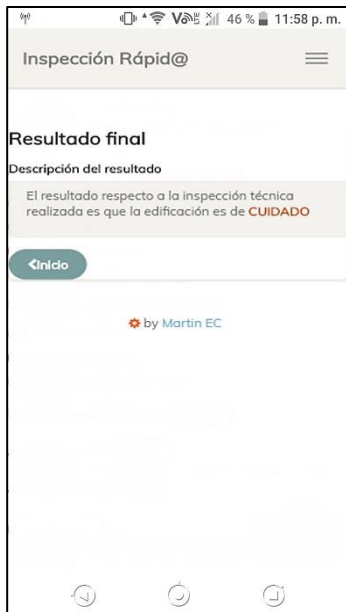 46 % 11:58 p. m.
Inspección Rápid@
Resultado final
Descripción del resultado
El resultado respecto a la inspección técnica
realizada es que la edificación es de CUIDADO
Inicio
by Martin EC